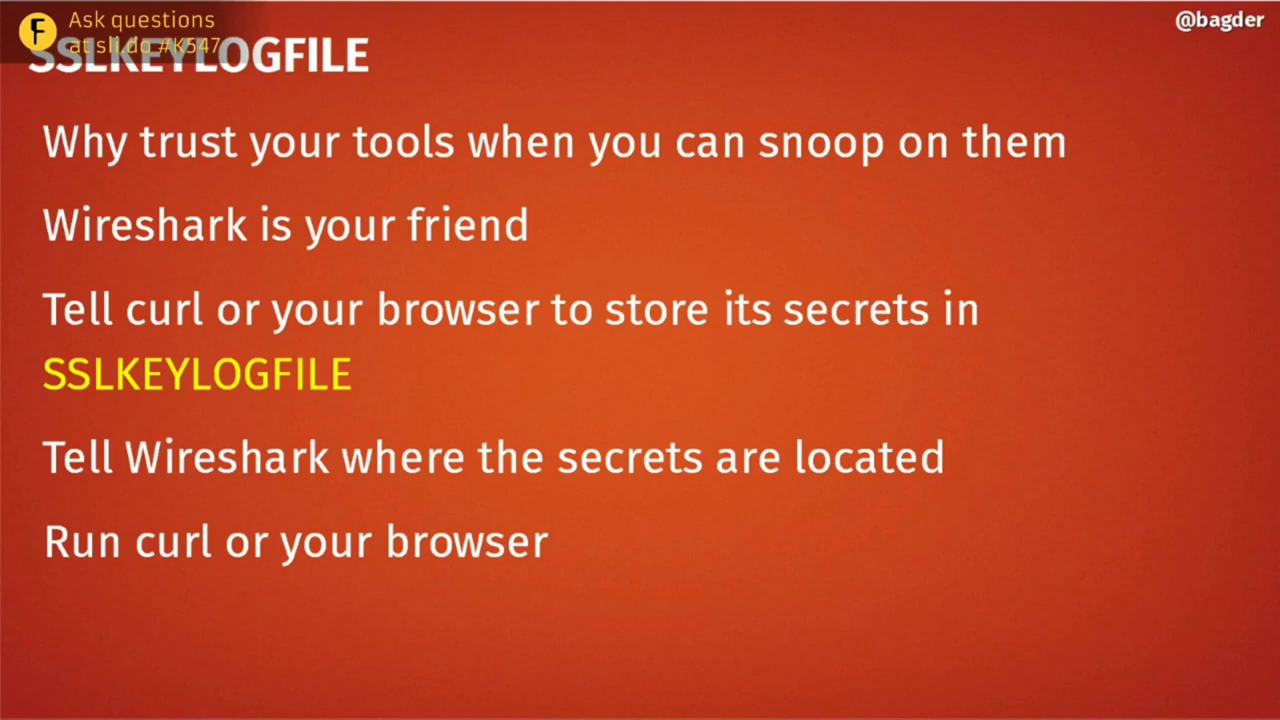 Ask questions
at sli.do #K547
@bagder
SSLKEYLOGFILE
Why trust your tools when you can snoop on them
Wireshark is your friend
Tell curl or your browser to store its secrets in
SSLKEYLOGFILE
Tell Wireshark where the secrets are located
Run curl or your browser